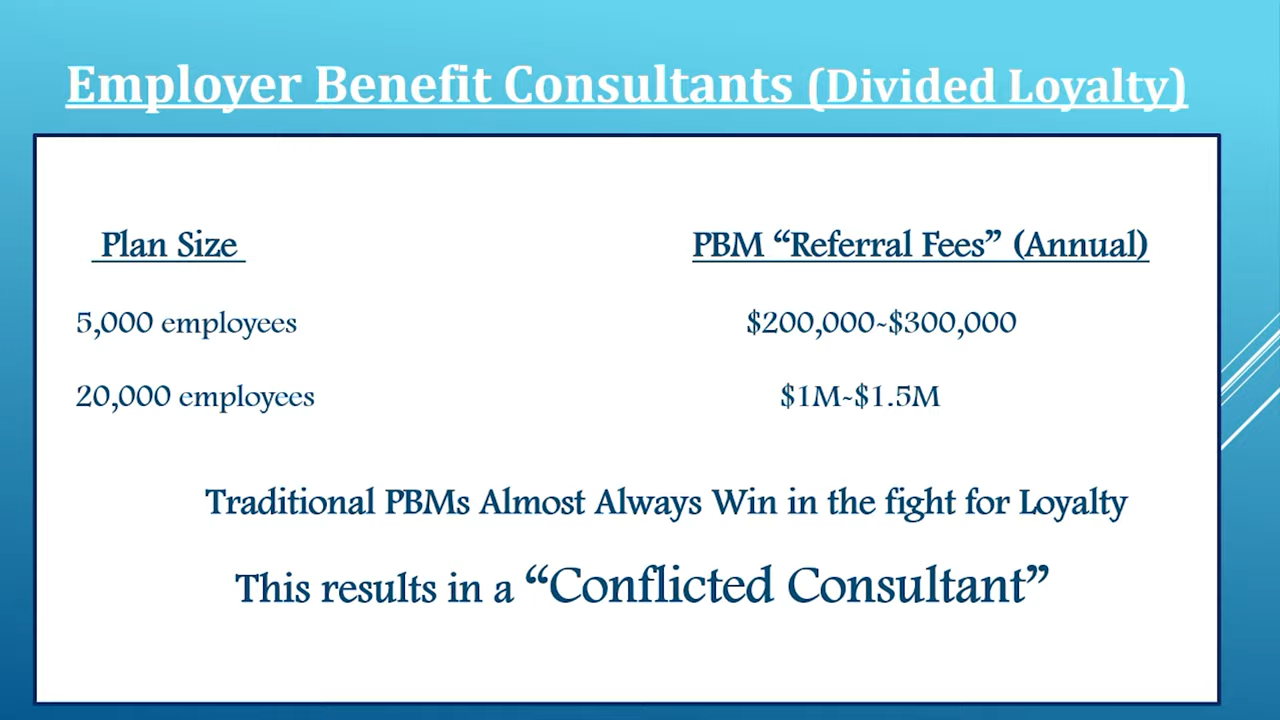 Employer Benefit Consultants (Divided Loyalty)
Plan Size PBM “Referral Fees” (Annual)
5,000 employees $200,000-$300,000
20,000 employees $1M-$1.5M
Traditional PBMs Almost Always Win in the fight for Loyalty
This results in a “Conflicted Consultant”